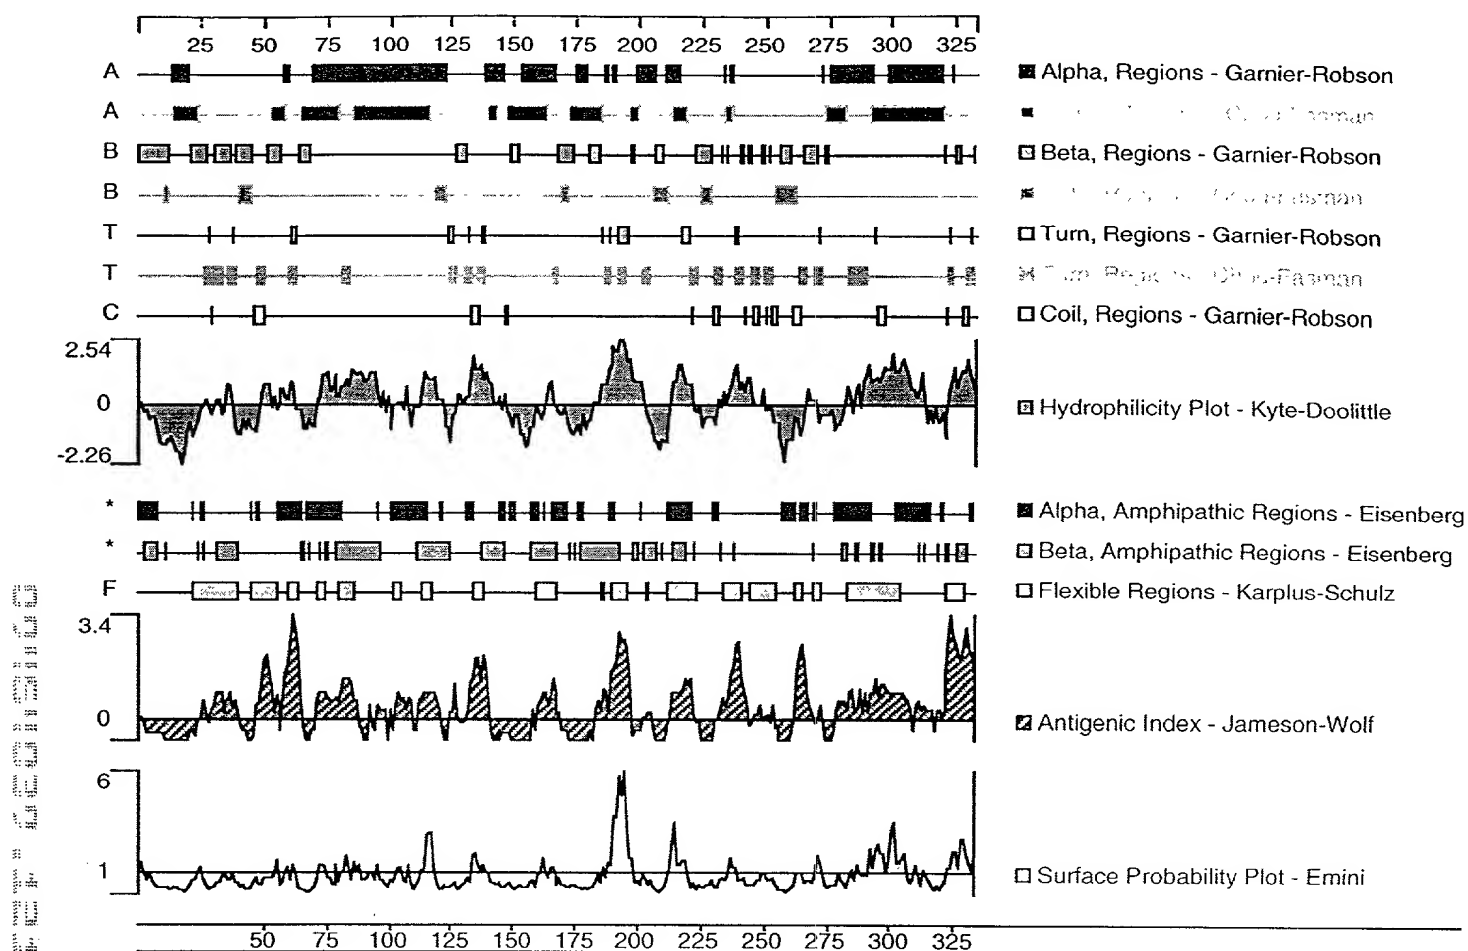 25 50 75 100 125 150 175 200 225 250 275 300 325
A Alpha, Regions - Garnier-Robson
A
B Beta, Regions - Garnier-Robson
B
T Turn, Regions - Garnier-Robson
T
C Coil, Regions - Garnier-Robson
2.54
0 Hydrophilicity Plot - Kyte-Doolittle
-2.26
* Alpha, Amphipathic Regions - Eisenberg
* Beta, Amphipathic Regions - Eisenberg
F Flexible Regions - Karplus-Schulz
3.4
0 Antigenic Index - Jameson-Wolf
6
1 Surface Probability Plot - Emini
50 75 100 125 150 175 200 225 250 275 300 325